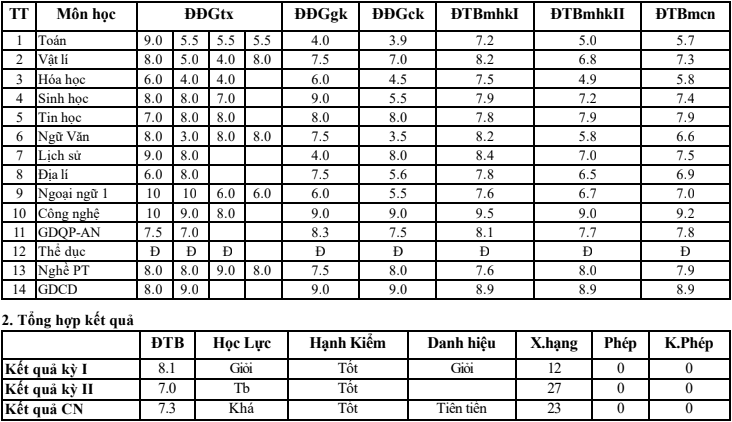 TT Môn học ĐĐGtx ĐĐGgk ĐĐGck ĐTBmhkI ĐTBmhkII ĐTBmcn
1 Toán 9.0 5.5 5.5 5.5 4.0 3.9 7.2 5.0 5.7
2 Vật lí 8.0 5.0 4.0 8.0 7.5 7.0 8.2 6.8 7.3
3 Hóa học 6.0 4.0 4.0 6.0 4.5 7.5 4.9 5.8
4 Sinh học 8.0 8.0 7.0 9.0 5.5 7.9 7.2 7.4
5 Tin học 7.0 8.0 8.0 8.0 8.0 7.8 7.9 7.9
6 Ngữ Văn 8.0 3.0 8.0 8.0 7.5 3.5 8.2 5.8 6.6
7 Lịch sử 9.0 8.0 4.0 8.0 8.4 7.0 7.5
8 Địa lí 6.0 8.0 7.5 5.6 7.8 6.5 6.9
9 Ngoại ngữ 1 10 10 6.0 6.0 6.0 5.5 7.6 6.7 7.0
10 Công nghệ 10 9.0 8.0 9.0 9.0 9.5 9.0 9.2
11 GDQP-AN 7.5 7.0 8.3 7.5 8.1 7.7 7.8
12 Thể dục Đ Đ Đ Đ Đ Đ Đ Đ
13 Nghề PT 8.0 8.0 9.0 8.0 7.5 8.0 7.6 8.0 7.9
14 GDCD 8.0 9.0 9.0 9.0 8.9 8.9 8.9
2. Tổng hợp kết quả
ĐTB Học Lực Hạnh Kiểm Danh hiệu X.hạng Phép K.Phép
Kết quả kỳ I 8.1 Giỏi Tốt Giỏi 12 0 0
Kết quả kỳ II 7.0 Tb Tốt 27 0 0
Kết quả CN 7.3 Khá Tốt Tiên tiến 23 0 0